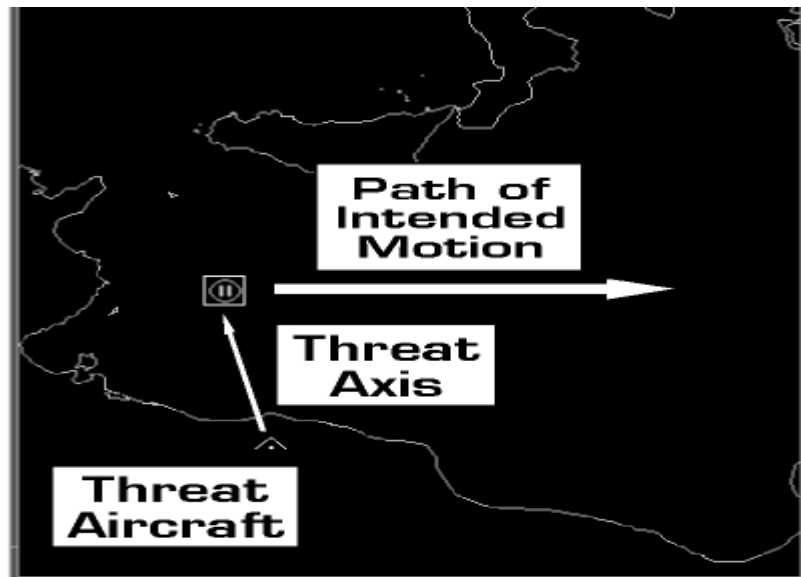 Path of
Intended
Motion
Threat
Axis
Threat
Aircraft